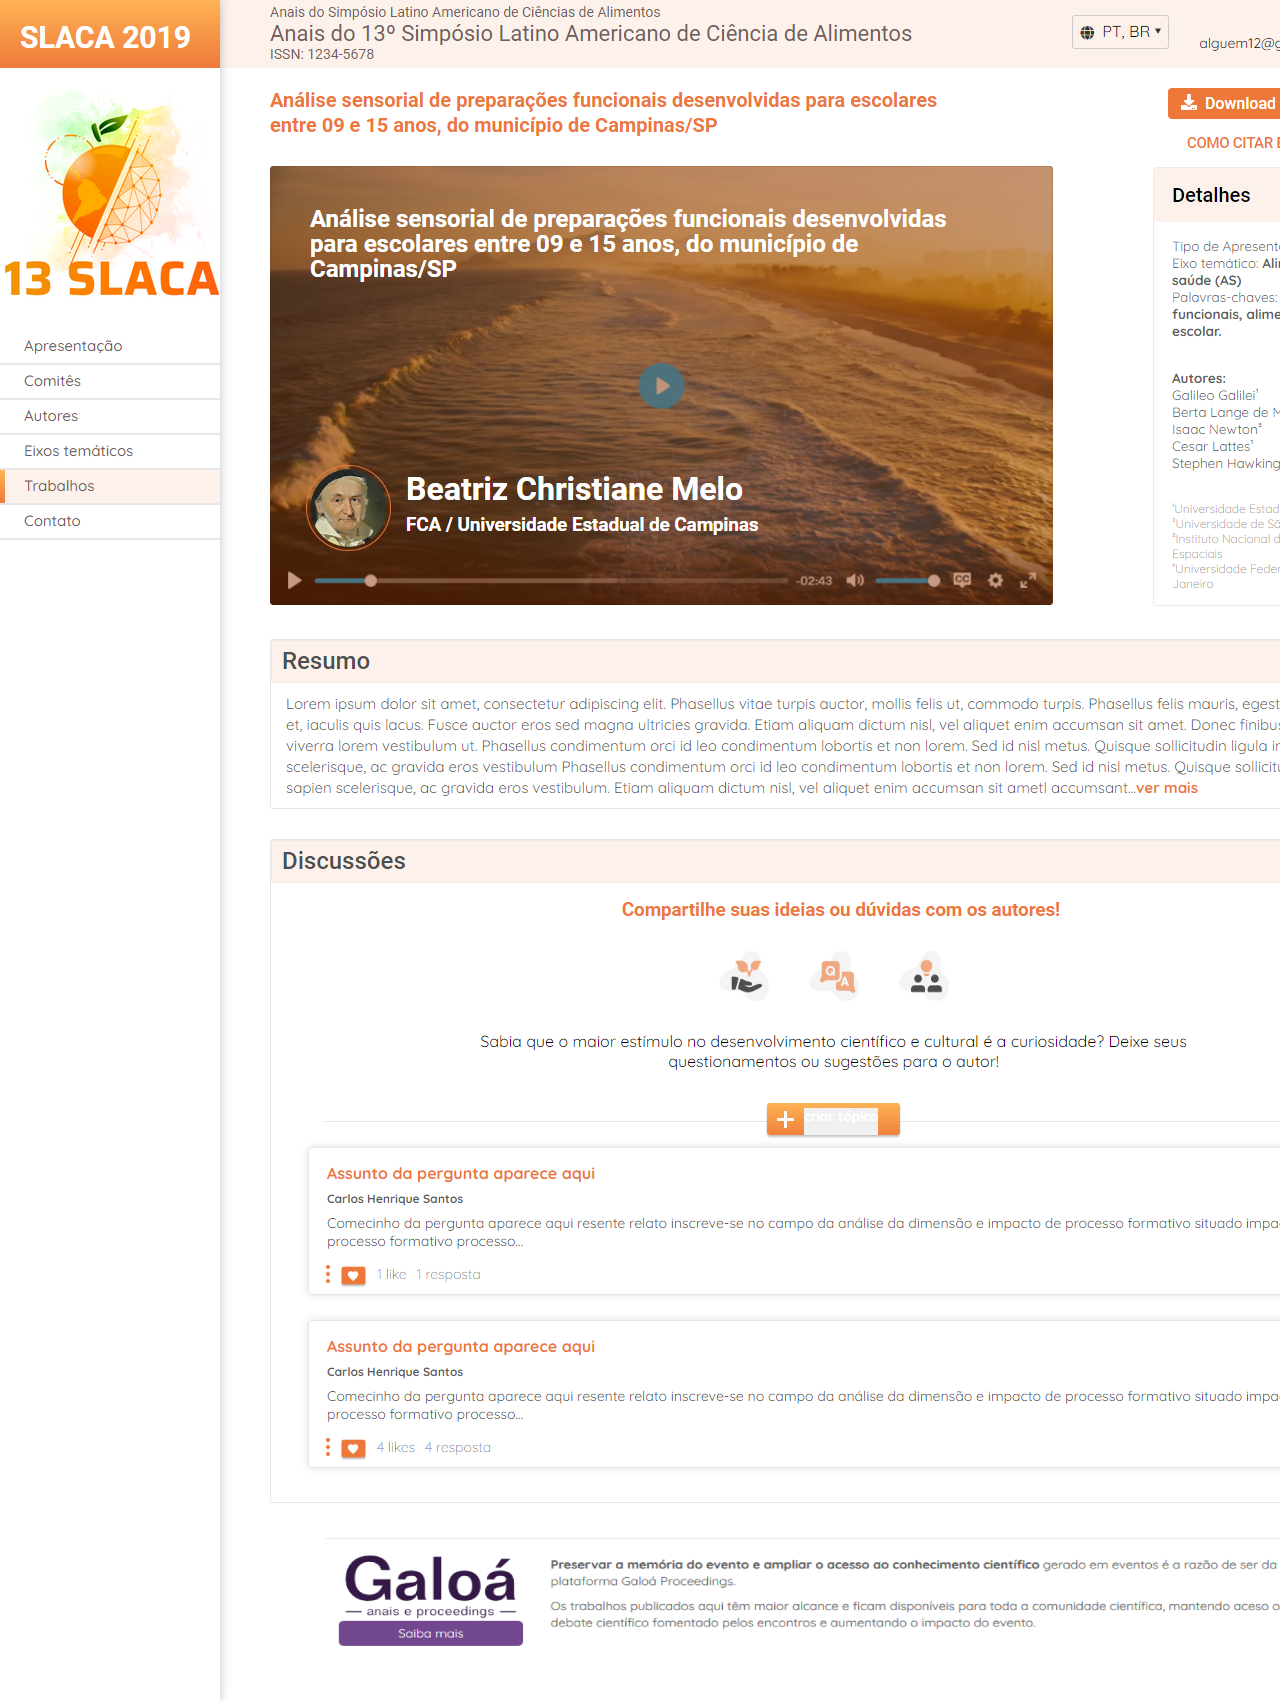 SLACA 2019
Anais do Simpósio Latino Americano de Ciências de Alimentos
Anais do 13º Simpósio Latino Americano de Ciência de Alimentos
ISSN: 1234-5678
PT, BR
alguem12@g
13 SLACA
Apresentação
Comitês
Autores
Eixos temáticos
Trabalhos
Contato
Análise sensorial de preparações funcionais desenvolvidas para escolares
entre 09 e 15 anos, do município de Campinas/SP
Download
COMO CITAR E
Análise sensorial de preparações funcionais desenvolvidas
para escolares entre 09 e 15 anos, do município de
Campinas/SP
Beatriz Christiane Melo
FCA / Universidade Estadual de Campinas
-02:43
CC
Detalhes
Tipo de Apresent
Eixo temático: Ali
saúde (AS)
Palavras-chaves:
funcionais, alime
escolar.
Autores:
Galileo Galilei¹
Berta Lange de M
Isaac Newton³
Cesar Lattes¹
Stephen Hawking
¹Universidade Estad
²Universidade de Sã
³Instituto Nacional d
Espaciais
⁴Universidade Feder
Janeiro
Resumo
Lorem ipsum dolor sit amet, consectetur adipiscing elit. Phasellus vitae turpis auctor, mollis felis ut, commodo turpis. Phasellus felis mauris, egest
et, iaculis quis lacus. Fusce auctor eros sed magna ultricies gravida. Etiam aliquam dictum nisl, vel aliquet enim accumsan sit amet. Donec finibus
viverra lorem vestibulum ut. Phasellus condimentum orci id leo condimentum lobortis et non lorem. Sed id nisl metus. Quisque sollicitudin ligula in
scelerisque, ac gravida eros vestibulum Phasellus condimentum orci id leo condimentum lobortis et non lorem. Sed id nisl metus. Quisque sollicitu
sapien scelerisque, ac gravida eros vestibulum. Etiam aliquam dictum nisl, vel aliquet enim accumsan sit ametl accumsant...ver mais
Discussões
Compartilhe suas ideias ou dúvidas com os autores!
Q
A
Sabia que o maior estímulo no desenvolvimento científico e cultural é a curiosidade? Deixe seus
questionamentos ou sugestões para o autor!
criar tópico
Assunto da pergunta aparece aqui
Carlos Henrique Santos
Comecinho da pergunta aparece aqui resente relato inscreve-se no campo da análise da dimensão e impacto de processo formativo situado impa
processo formativo processo...
1 like 1 resposta
Assunto da pergunta aparece aqui
Carlos Henrique Santos
Comecinho da pergunta aparece aqui resente relato inscreve-se no campo da análise da dimensão e impacto de processo formativo situado impa
processo formativo processo...
4 likes 4 resposta
Galoá
anais e proceedings
Saiba mais
Preservar a memória do evento e ampliar o acesso ao conhecimento científico gerado em eventos é a razão de ser da
plataforma Galoá Proceedings.
Os trabalhos publicados aqui têm maior alcance e ficam disponíveis para toda a comunidade científica, mantendo aceso o
debate científico fomentado pelos encontros e aumentando o impacto do evento.